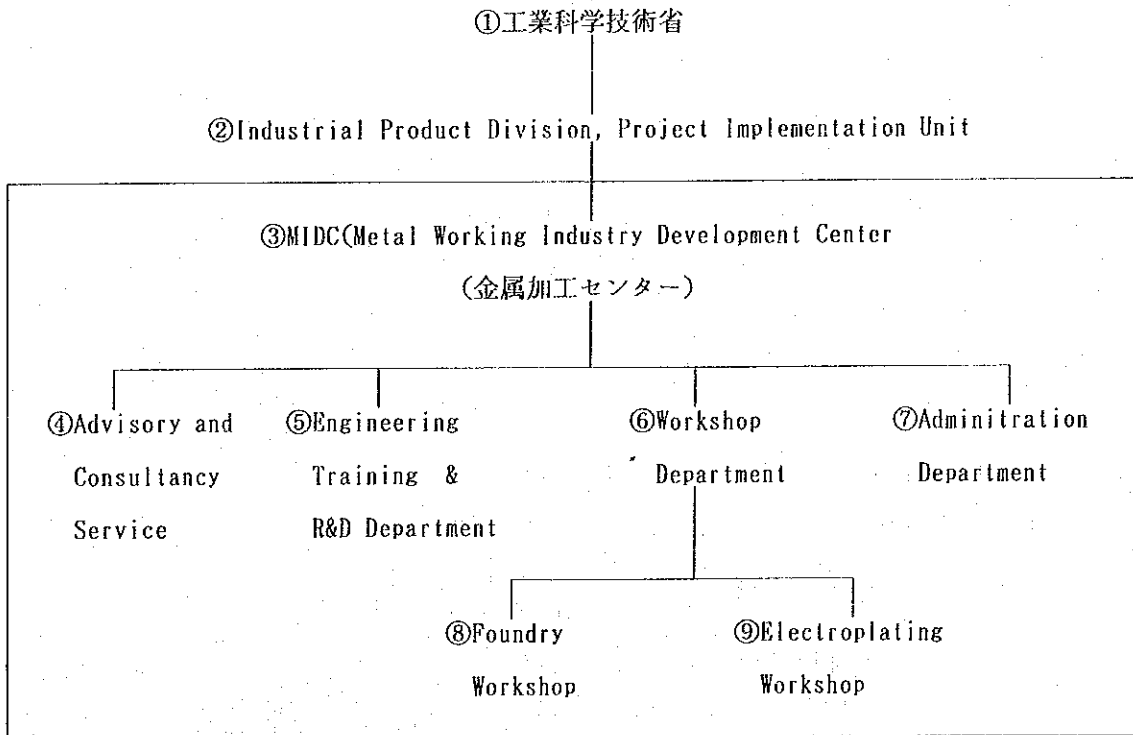 ①工業科学技術省
②Industrial Product Division, Project Implementation Unit
③MIDC(Metal Working Industry Development Center
(金属加工センター)
④Advisory and
Consultancy
Service
⑤Engineering
Training &
R&D Department
⑥Workshop
Department
⑦Adminitration
Department
⑧Foundry
Workshop
⑨Electroplating
Workshop